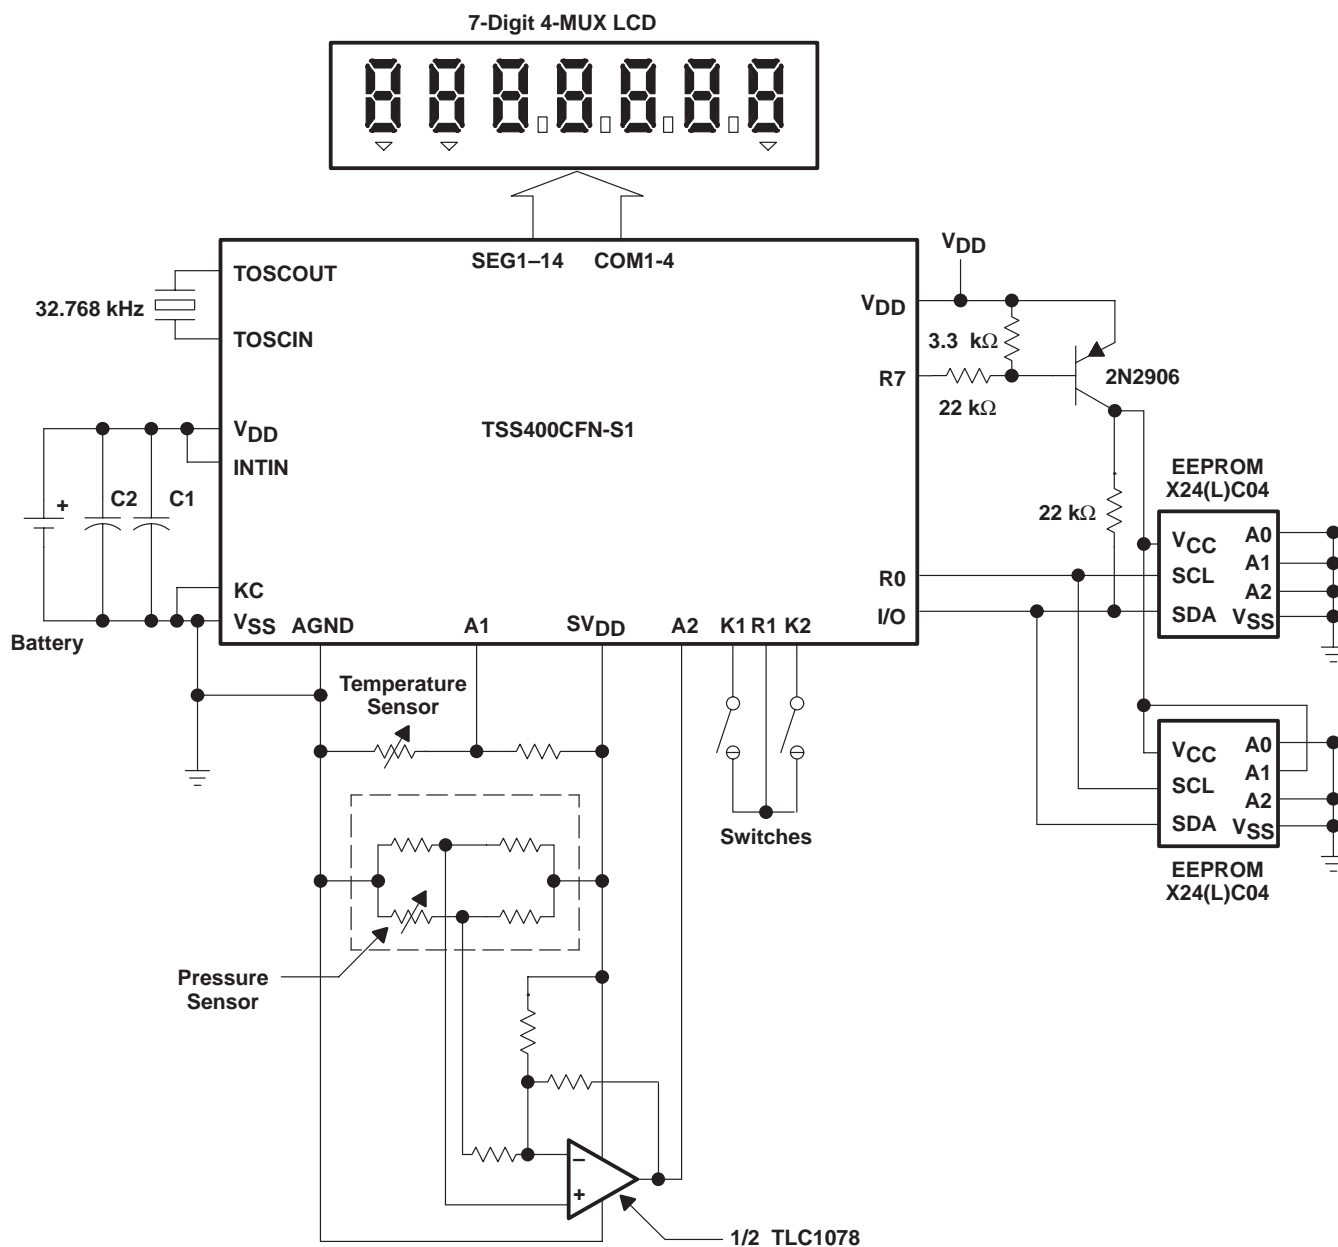 7-Digit 4-MUX LCD
SEG1–14
COM1-4
TOSCOUT
32.768 kHz
TOSCIN
VDD
VDD
3.3 kΩ
R7
2N2906
22 kΩ
TSS400CFN-S1
VDD
INTIN
EEPROM
X24(L)C04
+
C2
C1
22 kΩ
VCC
A0
SCL
A1
A2
SDA
VSS
R0
I/O
KC
VSS
AGND
A1
SVDD
A2
K1
R1
K2
Battery
Temperature
Sensor
VCC
A0
SCL
A1
A2
SDA
VSS
Switches
EEPROM
X24(L)C04
Pressure
Sensor
–
+
1/2 TLC1078